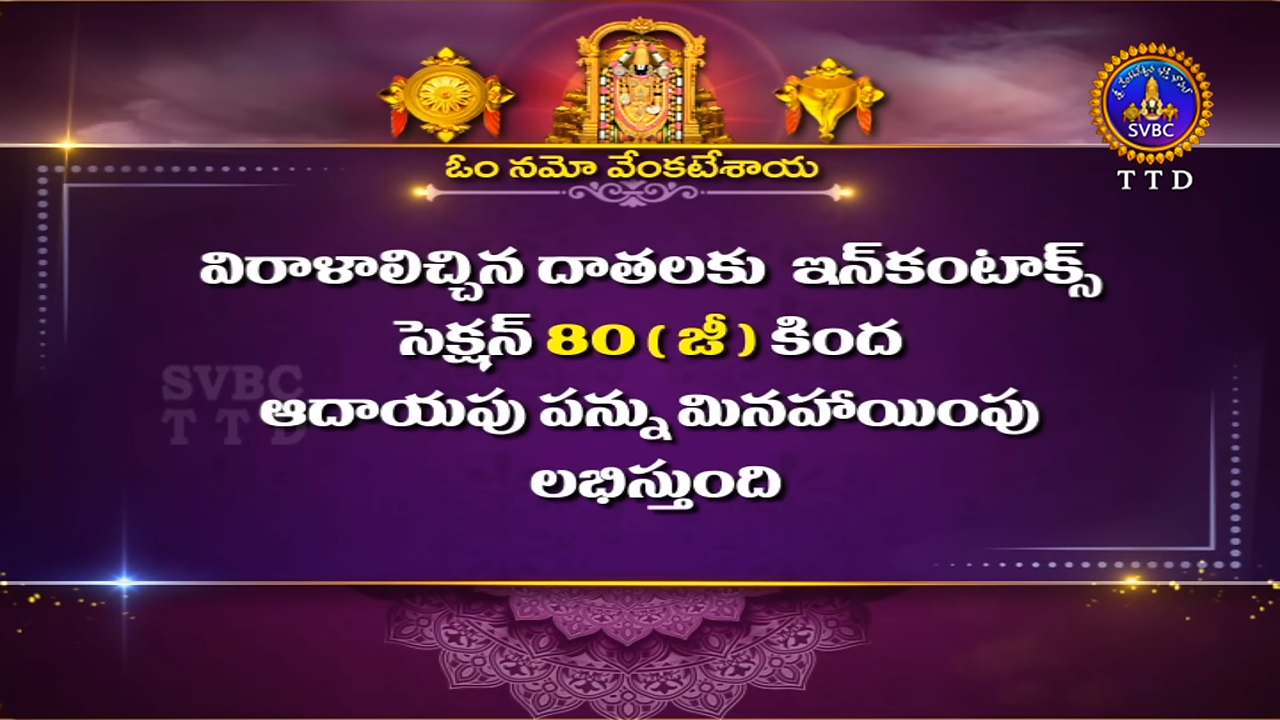 ఓం నమో వేంకటేశాయ
SVBC
TTD
విరాళాలిచ్చిన దాతలకు ఇన్‌కంటాక్స్
సెక్షన్ 80 ( జీ ) కింద
ఆదాయపు పన్ను మినహాయింపు
లభిస్తుంది
SVBC
TTD